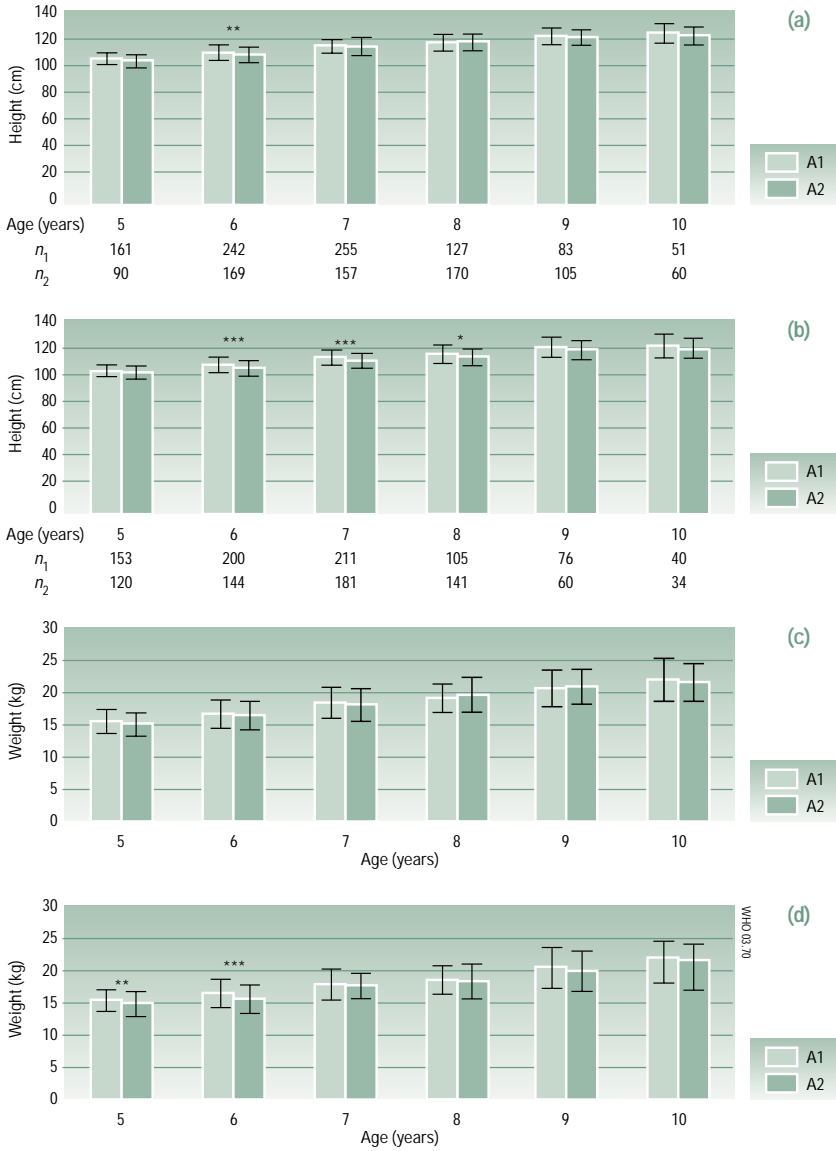 (a)
140
120
100
80
60
40
20
0
Height (cm)
**
A1
A2
Age (years) 5 6 7 8 9 10
n1 161 242 255 127 83 51
n2 90 169 157 170 105 60
(b)
140
120
100
80
60
40
20
0
Height (cm)
*** *** *
A1
A2
Age (years) 5 6 7 8 9 10
n1 153 200 211 105 76 40
n2 120 144 181 141 60 34
(c)
30
25
20
15
10
5
0
Weight (kg)
A1
A2
5 6 7 8 9 10
Age (years)
(d)
30
25
20
15
10
5
0
Weight (kg)
** ***
WHO 03.70
A1
A2
5 6 7 8 9 10
Age (years)